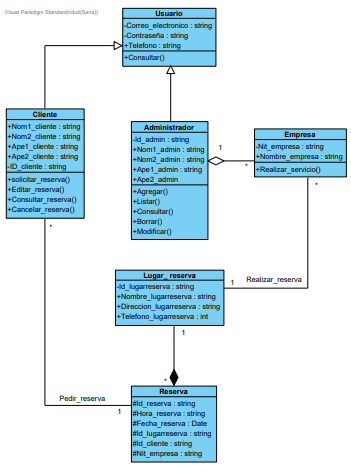 Visual Paradigm Standard(nibol(Sena))
Usuario
-Correo_electronico : string
-Contraseña : string
+Telefono : string
+Consultar()
Cliente
+Nom1_cliente : string
+Nom2_cliente : string
+Ape1_cliente : string
+Ape2_cliente : string
-ID_cliente : string
+solicitar_reserva()
+Editar_reserva()
+Consultar_reserva()
+Cancelar_reserva()
*
Administrador
-Id_admin : string
+Nom1_admin : string
+Nom2_admin : string
+Ape1_admin : string
+Ape2_admin
+Agregar()
+Listar()
+Consultar()
+Borrar()
+Modificar()
1
*
Empresa
-Nit_empresa : string
+Nombre_empresa : string
+Realizar_servicio()
*
Lugar_ reserva
-Id_lugarreserva : string
+Nombre_lugarreserva : string
+Direccion_lugarreserva : string
+Telefono_lugarreserva : int
1
Realizar_reserva
1
*
Pedir_reserva
1
Reserva
#Id_reserva : string
#Hora_reserva : string
#Fecha_reserva : Date
#Id_lugarreserva : string
#Id_cliente : string
#Nit_empresa : string